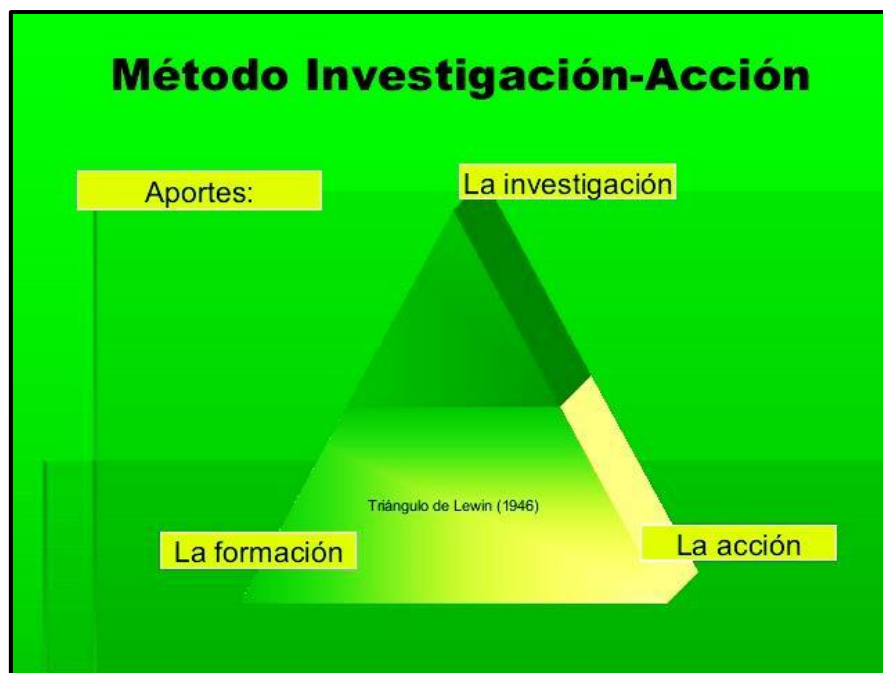 Método Investigación-Acción
Aportes:
La investigación
Triángulo de Lewin (1946)
La formación
La acción